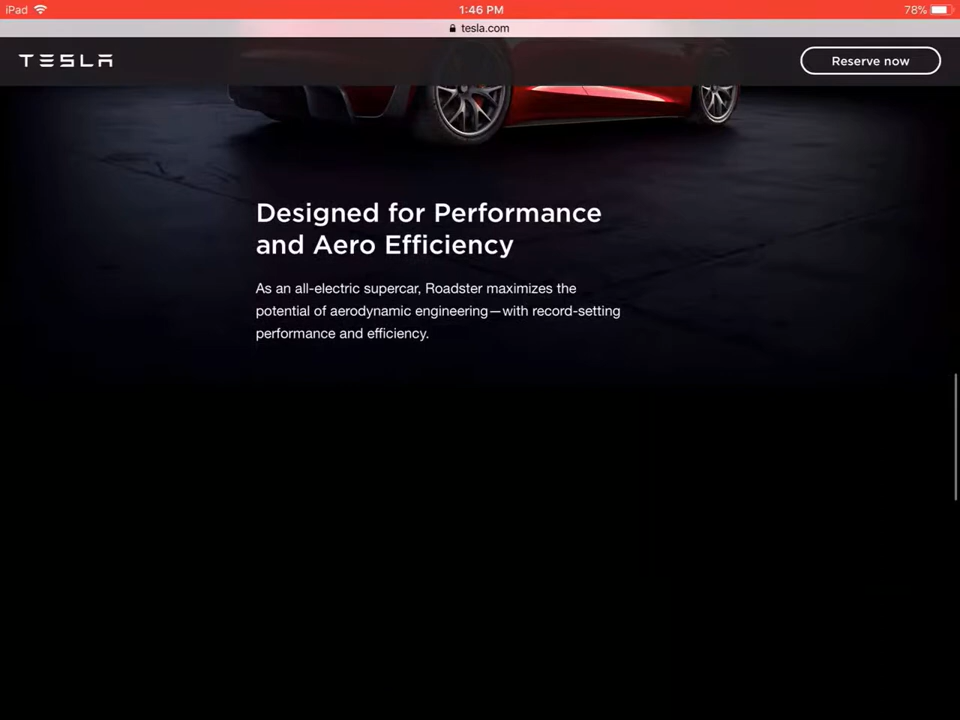 iPad 1:46 PM 78%
tesla.com
TESLA Reserve now
Designed for Performance
and Aero Efficiency
As an all-electric supercar, Roadster maximizes the
potential of aerodynamic engineering—with record-setting
performance and efficiency.